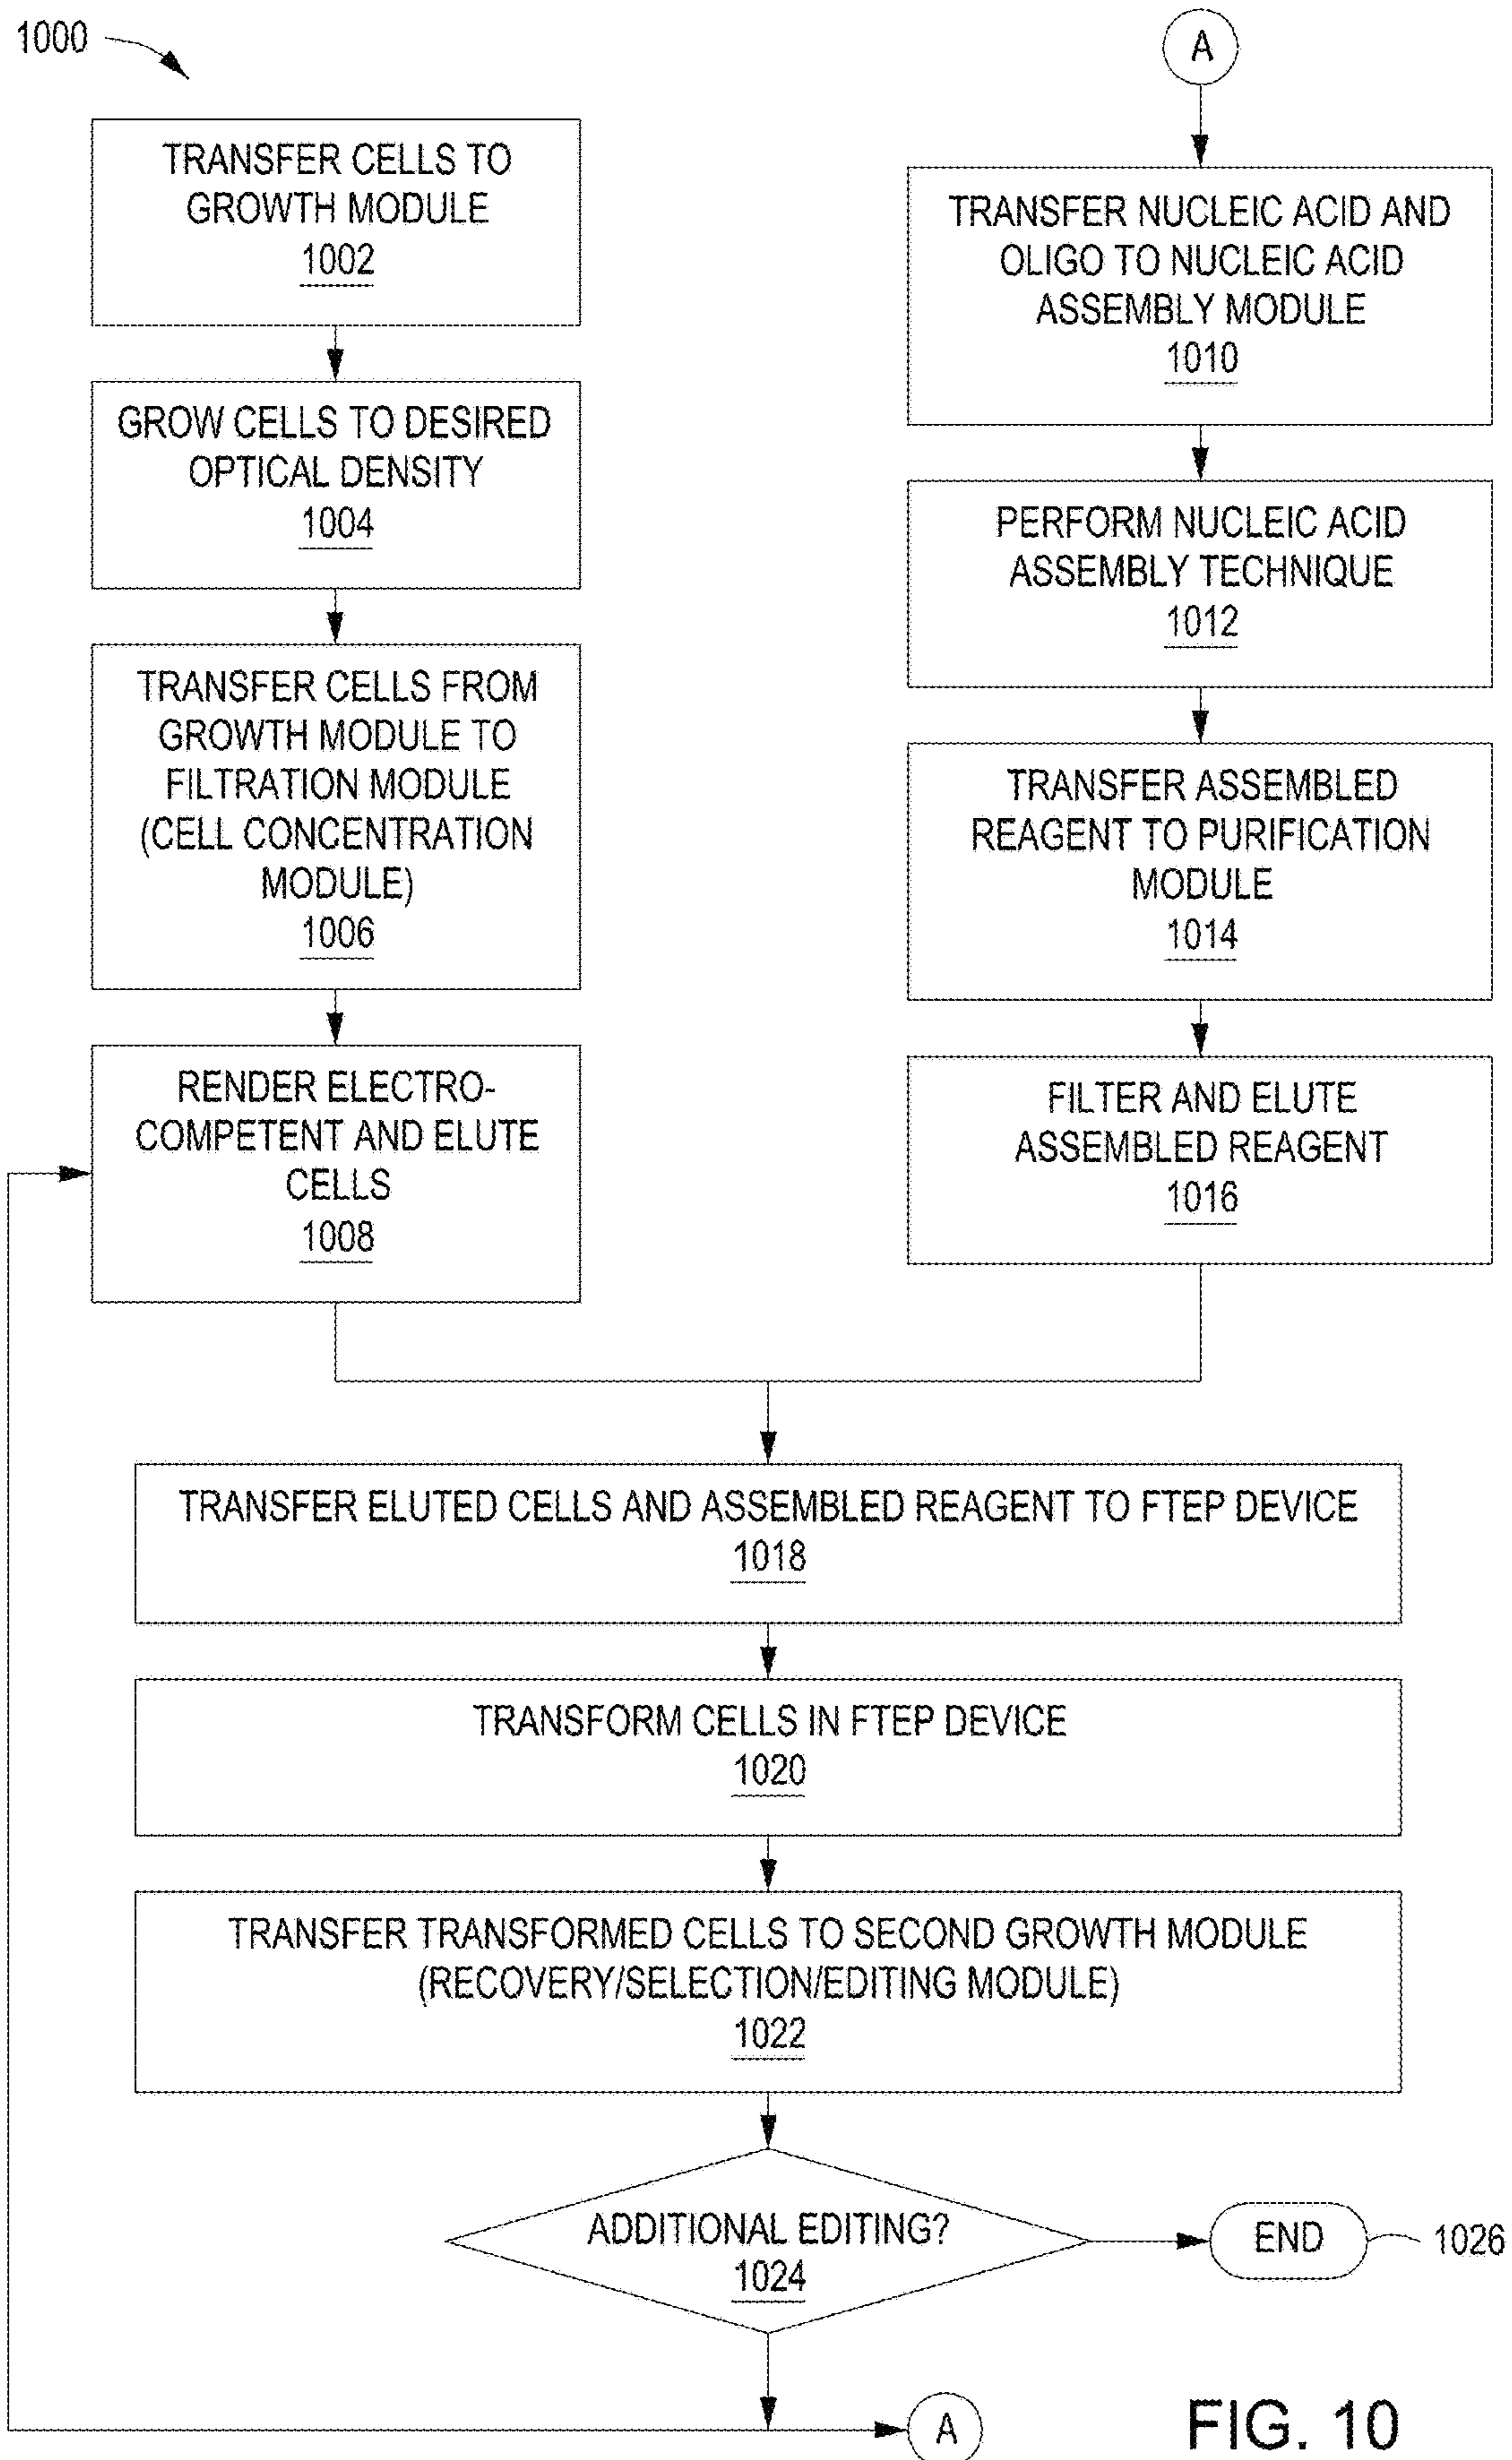 1000
TRANSFER CELLS TO
GROWTH MODULE
1002
GROW CELLS TO DESIRED
OPTICAL DENSITY
1004
TRANSFER CELLS FROM
GROWTH MODULE TO
FILTRATION MODULE
(CELL CONCENTRATION
MODULE)
1006
RENDER ELECTRO-
COMPETENT AND ELUTE
CELLS
1008
A
TRANSFER NUCLEIC ACID AND
OLIGO TO NUCLEIC ACID
ASSEMBLY MODULE
1010
PERFORM NUCLEIC ACID
ASSEMBLY TECHNIQUE
1012
TRANSFER ASSEMBLED
REAGENT TO PURIFICATION
MODULE
1014
FILTER AND ELUTE
ASSEMBLED REAGENT
1016
TRANSFER ELUTED CELLS AND ASSEMBLED REAGENT TO FTEP DEVICE
1018
TRANSFORM CELLS IN FTEP DEVICE
1020
TRANSFER TRANSFORMED CELLS TO SECOND GROWTH MODULE
(RECOVERY/SELECTION/EDITING MODULE)
1022
ADDITIONAL EDITING?
1024
END
1026
A
FIG. 10